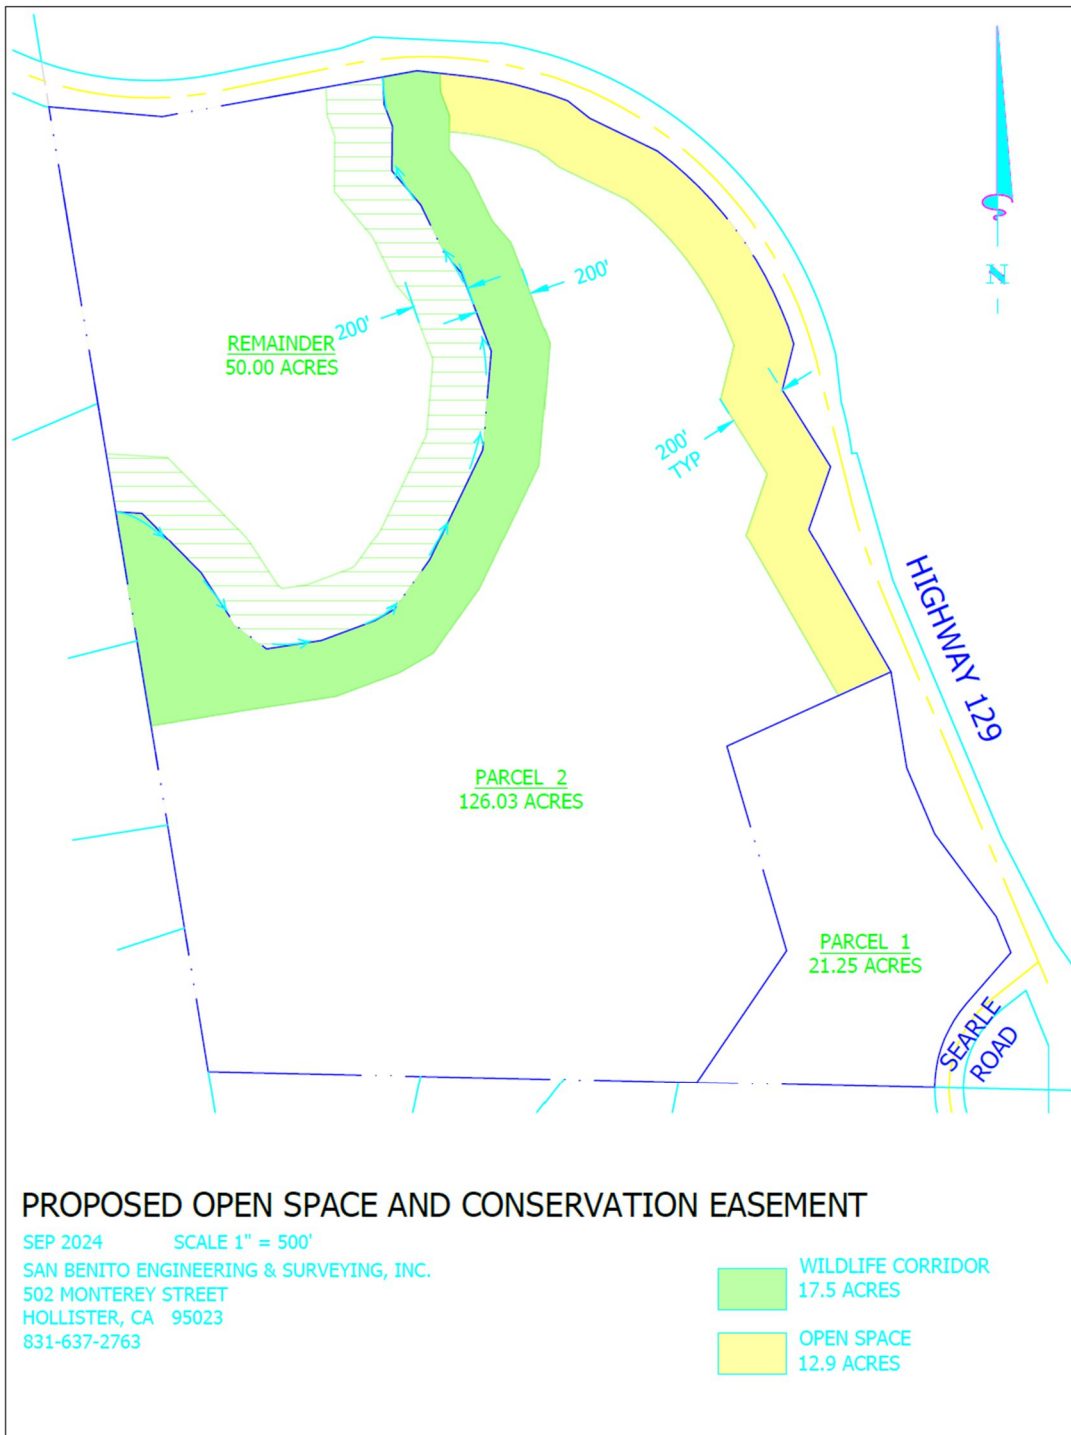 N
200'
200'
REMAINDER
50.00 ACRES
200'
TYP
HIGHWAY 129
PARCEL 2
126.03 ACRES
PARCEL 1
21.25 ACRES
SEARLE
ROAD
PROPOSED OPEN SPACE AND CONSERVATION EASEMENT
SEP 2024 SCALE 1" = 500'
SAN BENITO ENGINEERING & SURVEYING, INC.
502 MONTEREY STREET
HOLLISTER, CA 95023
831-637-2763
WILDLIFE CORRIDOR
17.5 ACRES
OPEN SPACE
12.9 ACRES